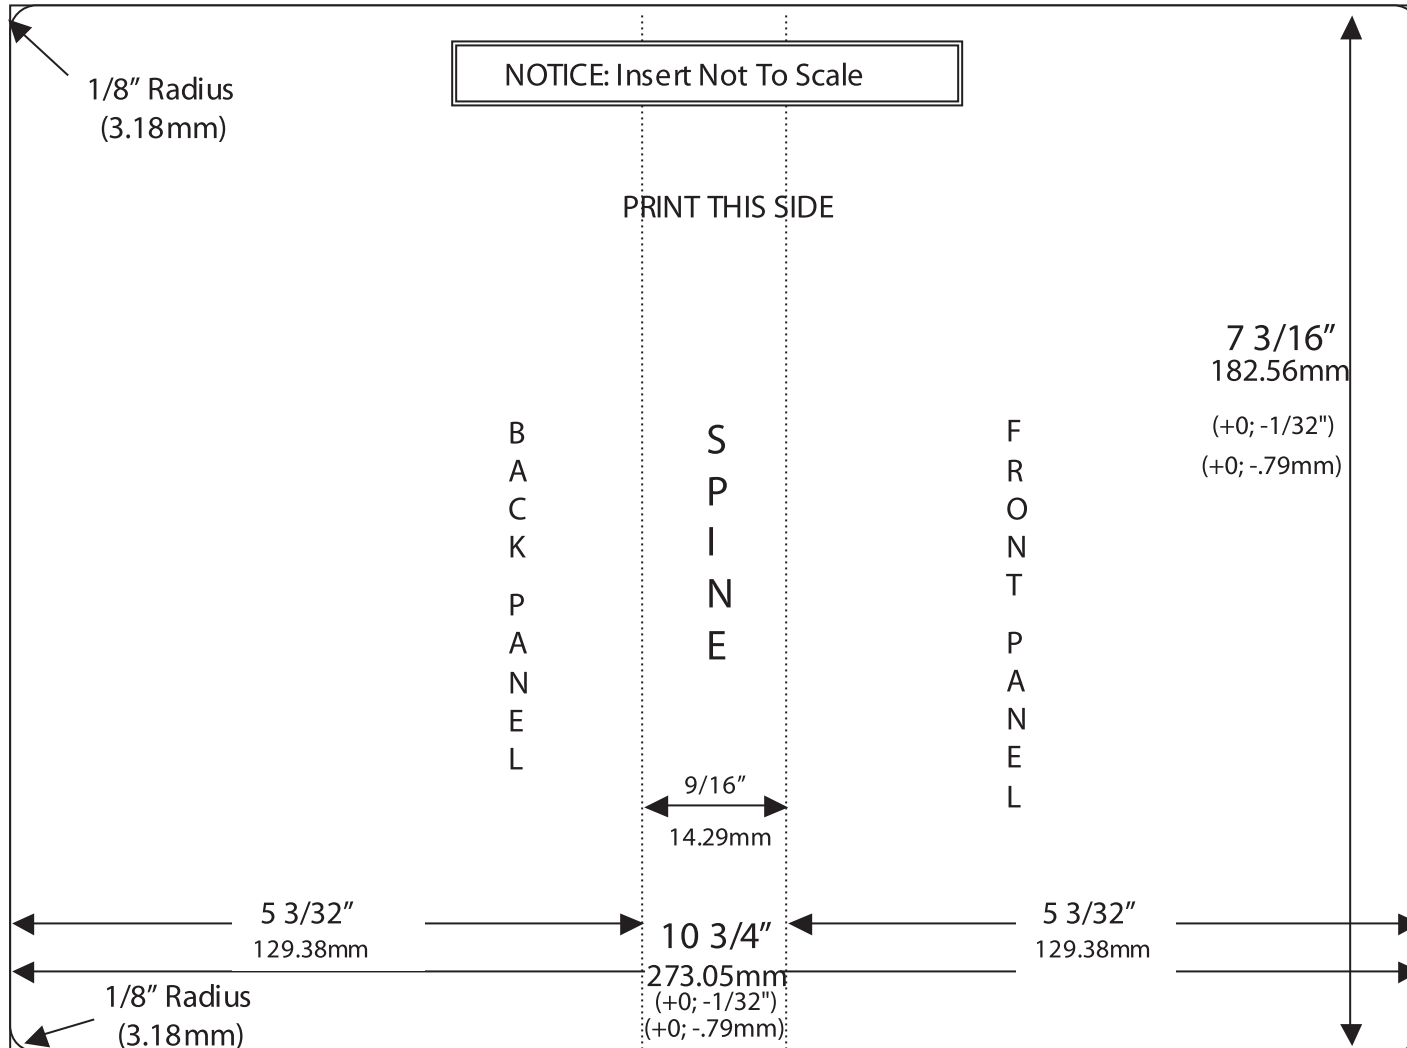 NOTICE: Insert Not To Scale
1/8” Radius
(3.18mm)
PRINT THIS SIDE
7 3/16”
182.56mm
(+0; -1/32")
(+0; -.79mm)
BACK PANEL
SPINE
FRONT PANEL
9/16”
14.29mm
5 3/32”
129.38mm
10 3/4”
273.05mm
(+0; -1/32")
(+0; -.79mm)
5 3/32”
129.38mm
1/8” Radius
(3.18mm)